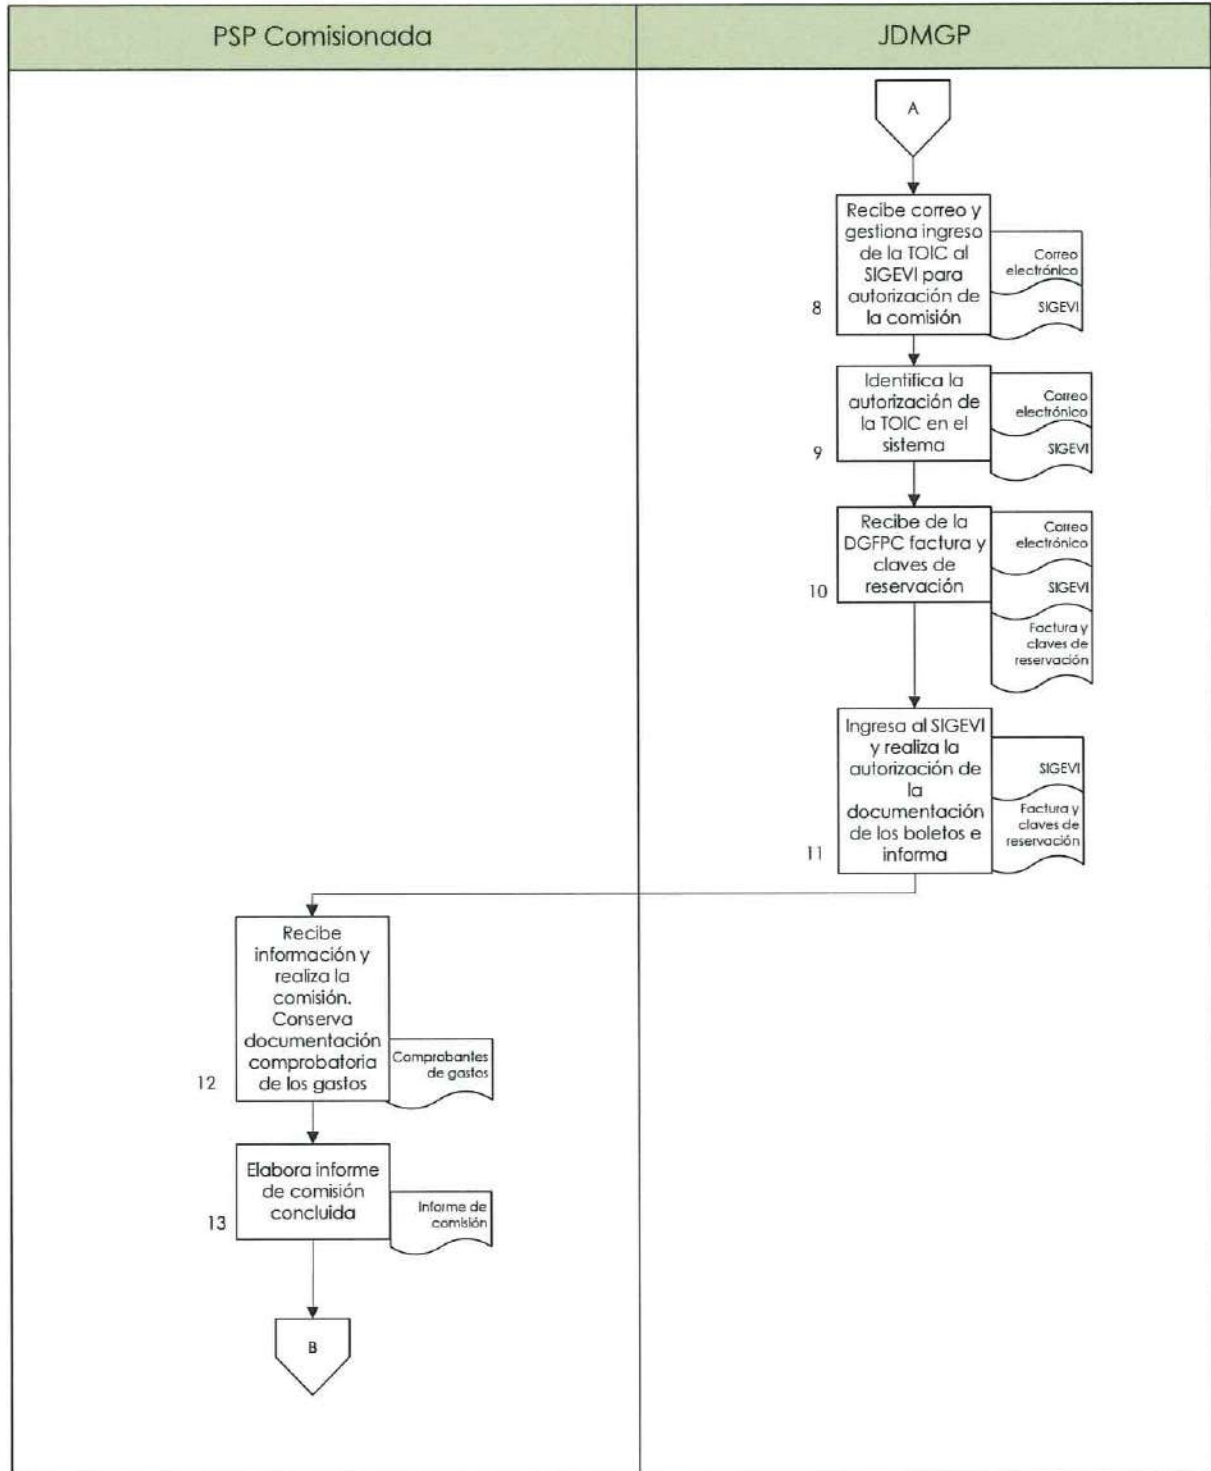 PSP Comisionada
JDMGP
A
Recibe correo y
gestiona ingreso
de la TOIC al
SIGEVI para
autorización de
la comisión
8
Correo
electrónico
SIGEVI
Identifica la
autorización de
la TOIC en el
sistema
9
Correo
electrónico
SIGEVI
Recibe de la
DGFPC factura y
claves de
reservación
10
Correo
electrónico
SIGEVI
Factura y
claves de
reservación
Ingresa al SIGEVI
y realiza la
autorización de
la
documentación
de los boletos e
informa
11
SIGEVI
Factura y
claves de
reservación
Recibe
información y
realiza la
comisión.
Conserva
documentación
comprobatoria
de los gastos
12
Comprobantes
de gastos
Elabora informe
de comisión
concluida
13
Informe de
comisión
B